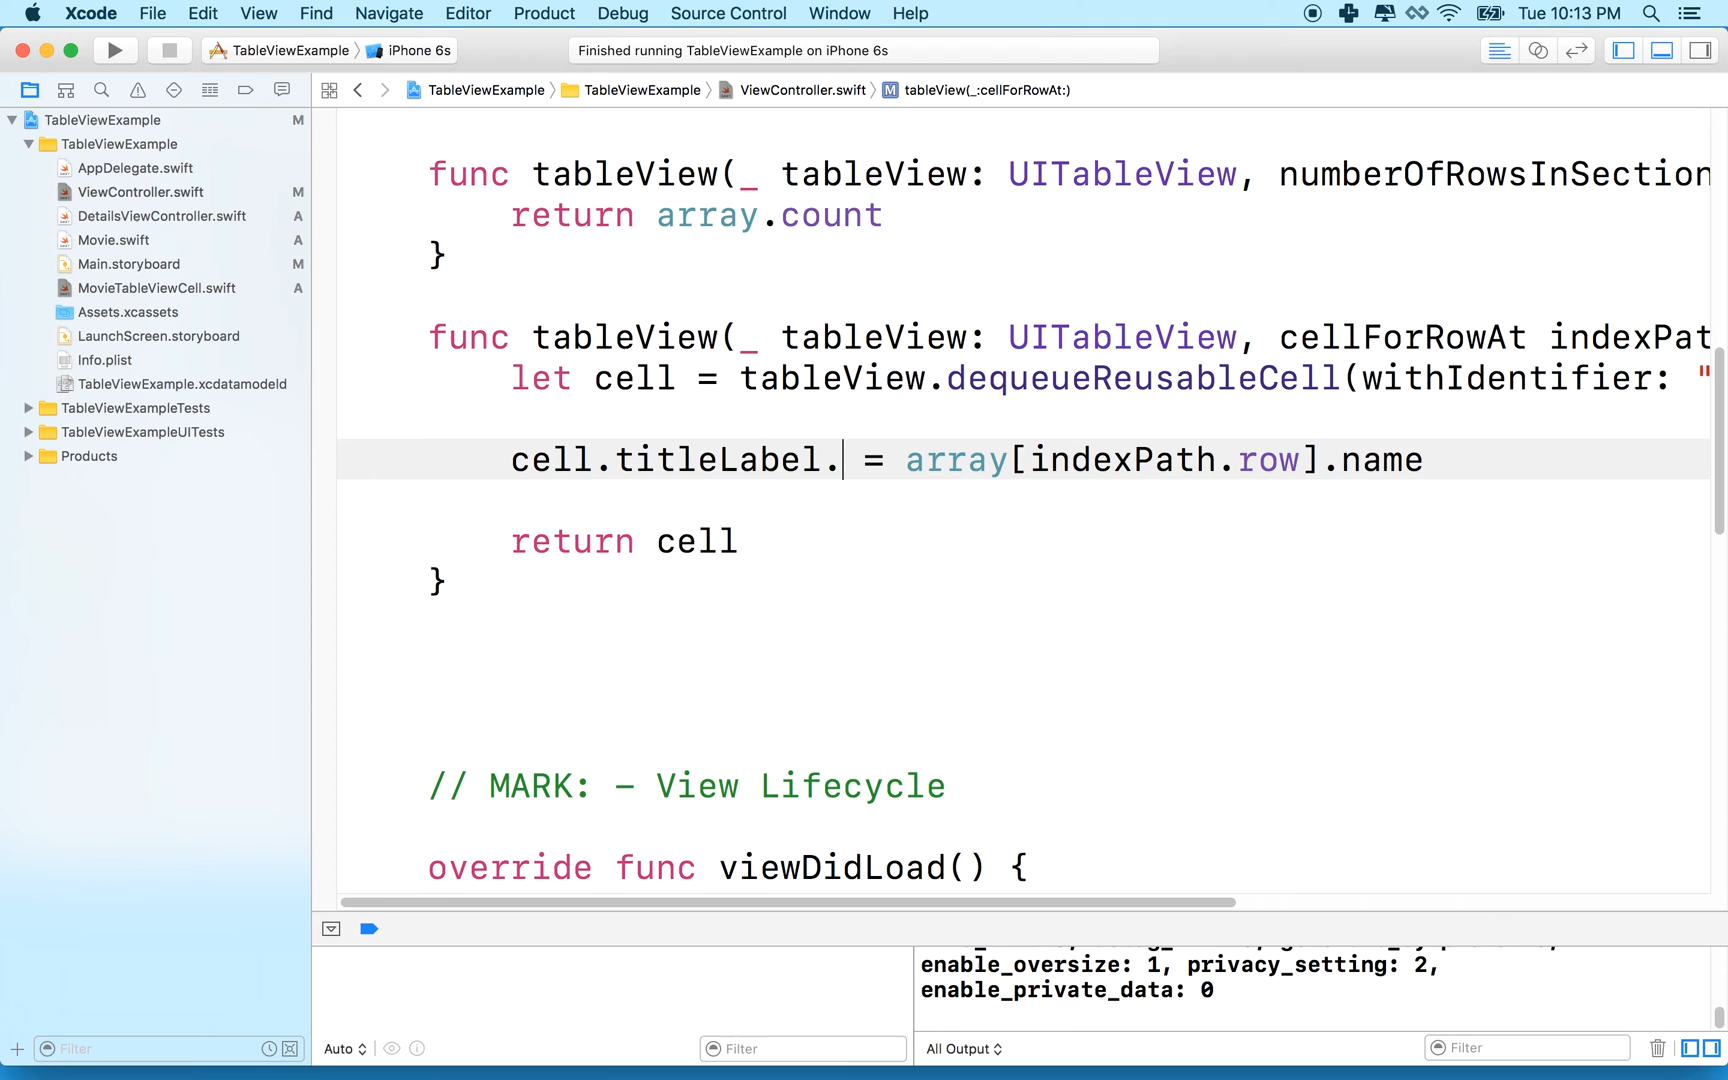 Xcode File Edit View Find Navigate Editor Product Debug Source Control Window Help Tue 10:13 PM
TableViewExample iPhone 6s Finished running TableViewExample on iPhone 6s
TableViewExample TableViewExample ViewController.swift M tableView(_:cellForRowAt:)
TableViewExample M
TableViewExample
AppDelegate.swift
ViewController.swift M
DetailsViewController.swift A
Movie.swift A
Main.storyboard M
MovieTableViewCell.swift A
Assets.xcassets
LaunchScreen.storyboard
Info.plist
TableViewExample.xcdatamodeld
TableViewExampleTests
TableViewExampleUITests
Products
Filter
func tableView(_ tableView: UITableView, numberOfRowsInSection
return array.count
}
func tableView(_ tableView: UITableView, cellForRowAt indexPat
let cell = tableView.dequeueReusableCell(withIdentifier: "
cell.titleLabel. = array[indexPath.row].name
return cell
}
// MARK: – View Lifecycle
override func viewDidLoad() {
enable_oversize: 1, privacy_setting: 2,
enable_private_data: 0
Auto Filter
All Output Filter